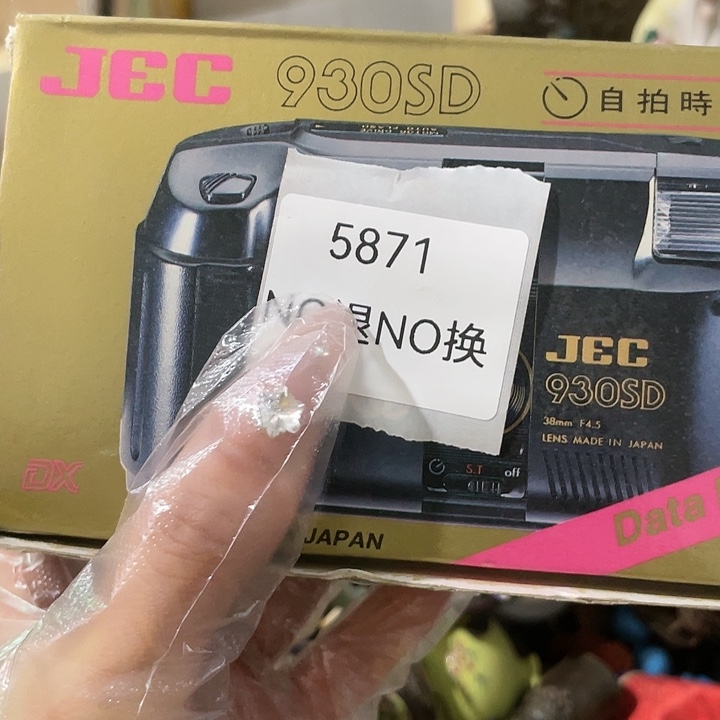 JEC 930SD
自拍時
5871
NO退NO換
JEC
930SD
38mm F4.5
LENS MADE IN JAPAN
S.T off
DX
JAPAN
Data